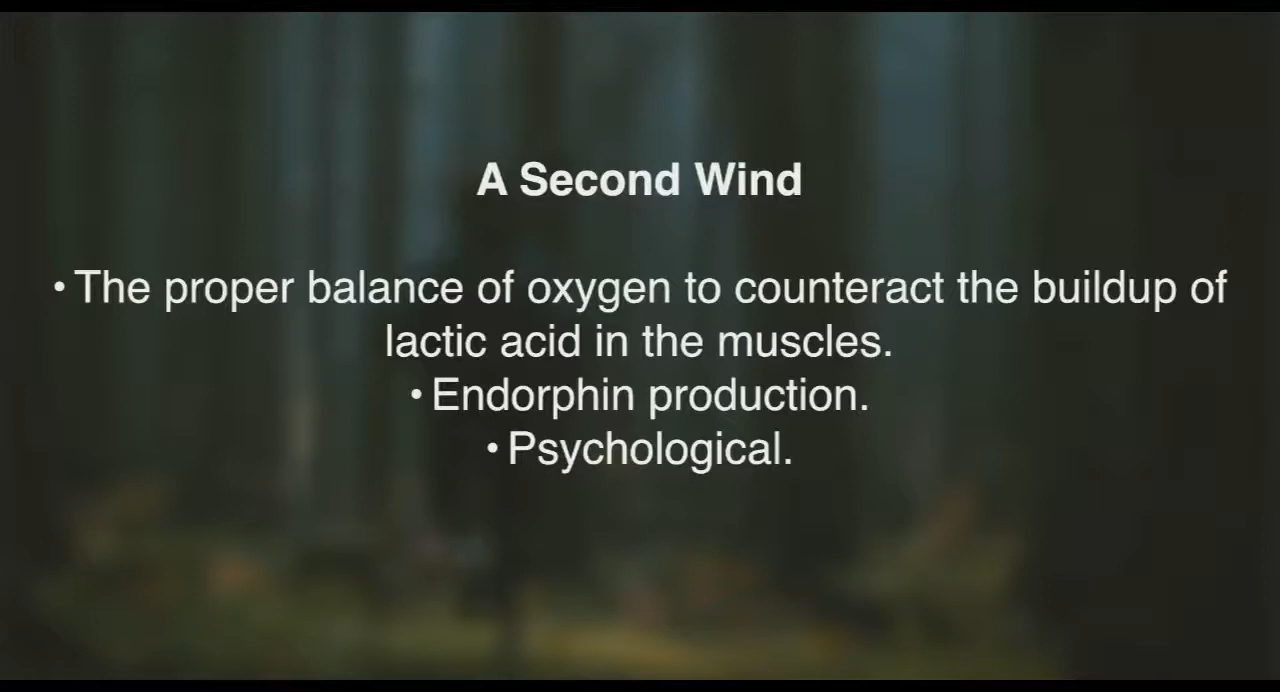 A Second Wind
• The proper balance of oxygen to counteract the buildup of
lactic acid in the muscles.
• Endorphin production.
• Psychological.